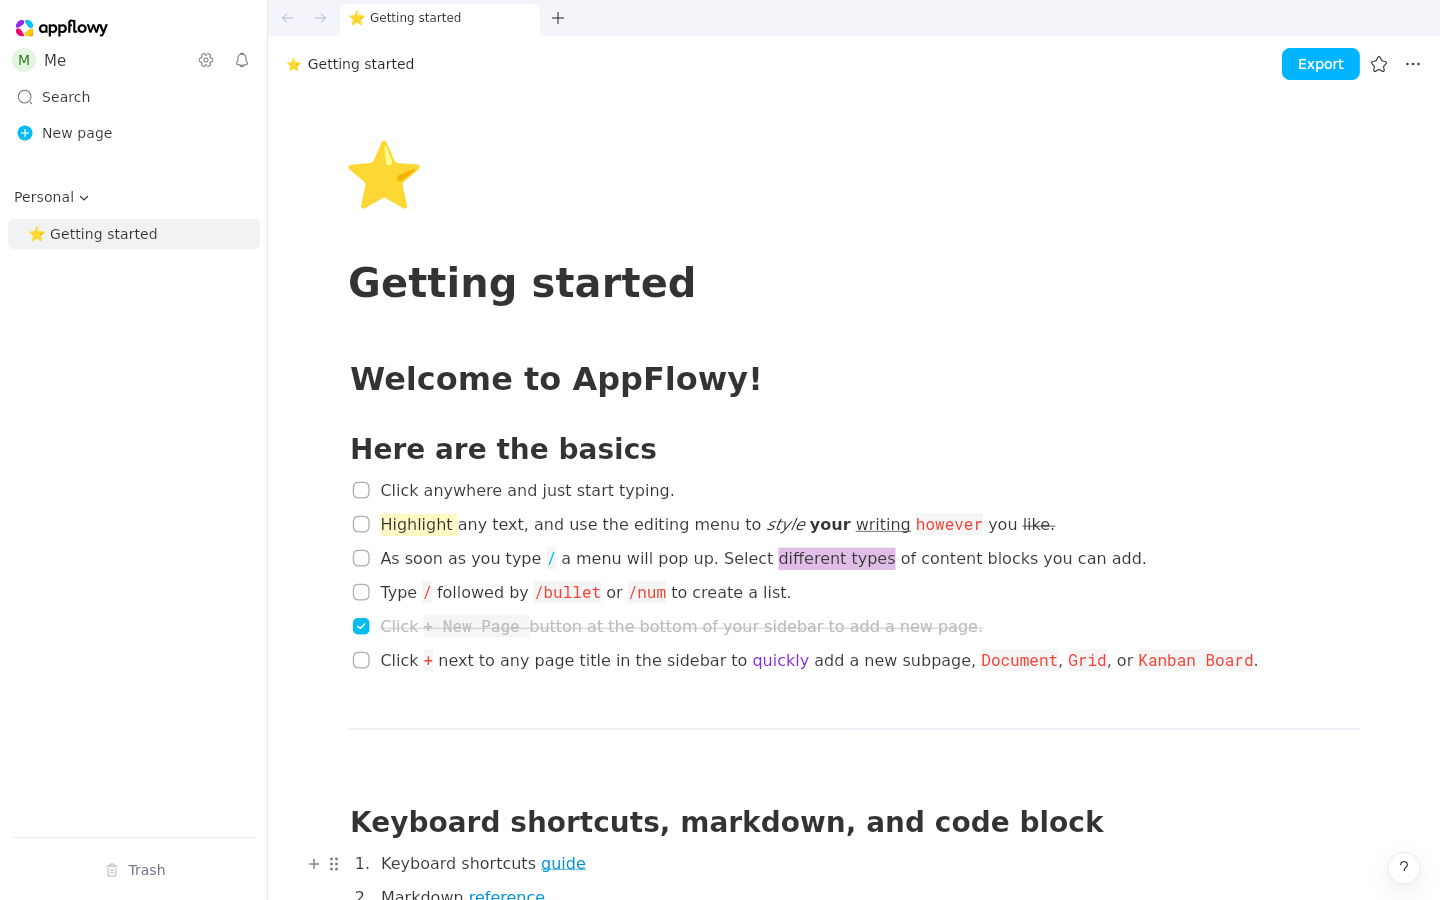 appflowy
M Me
Search
New page
Personal
Getting started
Trash
Getting started
Getting started
Export
Getting started
Welcome to AppFlowy!
Here are the basics
Click anywhere and just start typing.
Highlight any text, and use the editing menu to style your writing however you like.
As soon as you type / a menu will pop up. Select different types of content blocks you can add.
Type / followed by /bullet or /num to create a list.
Click + New Page button at the bottom of your sidebar to add a new page.
Click + next to any page title in the sidebar to quickly add a new subpage, Document, Grid, or Kanban Board.
Keyboard shortcuts, markdown, and code block
1. Keyboard shortcuts guide
2. Markdown reference
?